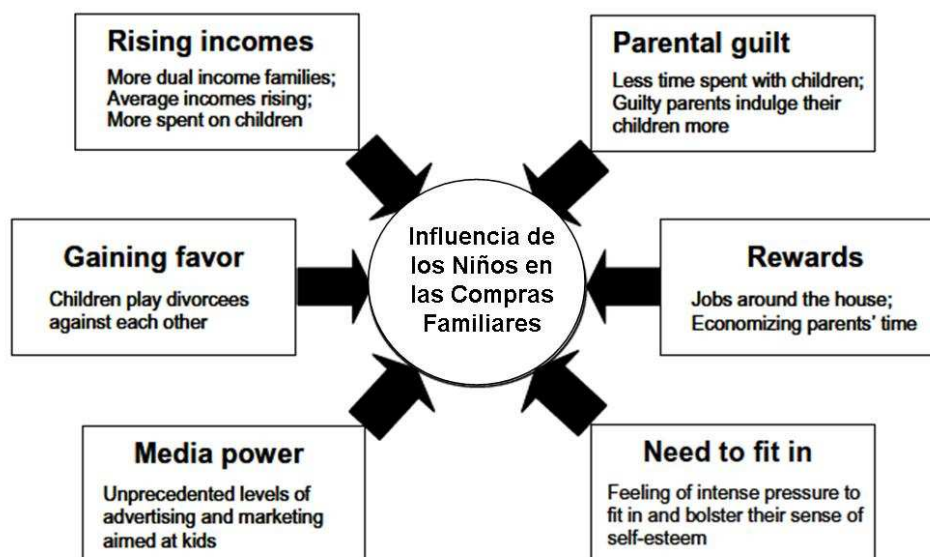 Rising incomes
More dual income families;
Average incomes rising;
More spent on children
Parental guilt
Less time spent with children;
Guilty parents indulge their
children more
Gaining favor
Children play divorcees
against each other
Influencia de
los Niños en
las Compras
Familiares
Rewards
Jobs around the house;
Economizing parents' time
Media power
Unprecedented levels of
advertising and marketing
aimed at kids
Need to fit in
Feeling of intense pressure to
fit in and bolster their sense of
self-esteem